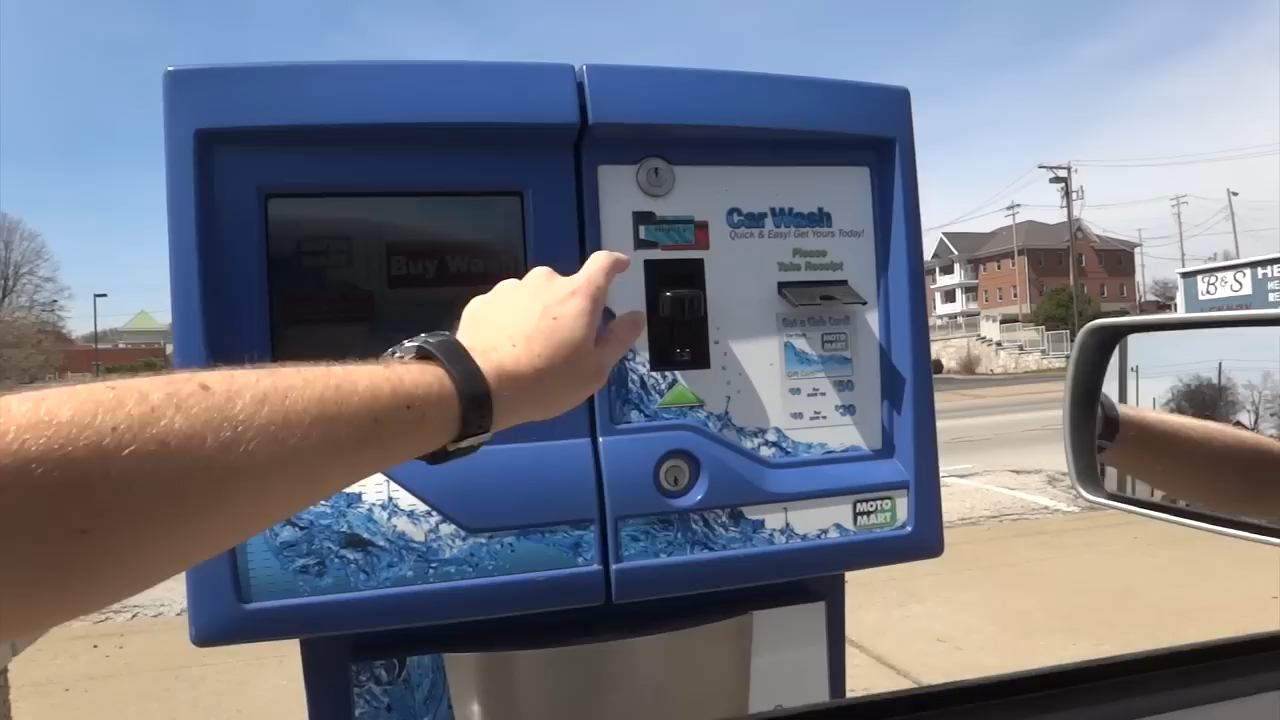 Buy Wash
Car Wash
Quick & Easy! Get Yours Today!
Please
Take Receipt
Get a Club Card!
MOTO
MART
$50
$30
MOTO
MART
B&S
HE